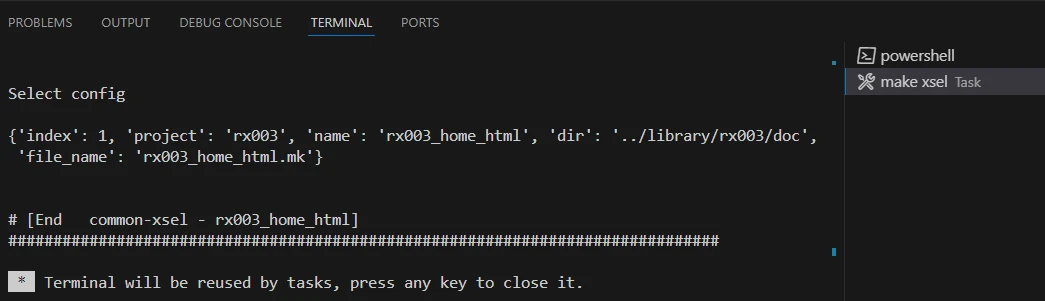 PROBLEMS OUTPUT DEBUG CONSOLE TERMINAL PORTS
Select config
{'index': 1, 'project': 'rx003', 'name': 'rx003_home_html', 'dir': '../library/rx003/doc',
 'file_name': 'rx003_home_html.mk'}
# [End   common-xsel - rx003_home_html]
###############################################################################
* Terminal will be reused by tasks, press any key to close it.
powershell
make xsel Task